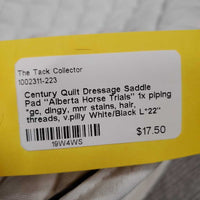 The Tack Collector
1002311-223
Century Quilt Dressage Saddle
Pad "Alberta Horse Trials" 1x piping
*gc, dingy, mnr stains, hair,
threads, v.pilly White/Black L*22"
19W4WS
$17.50